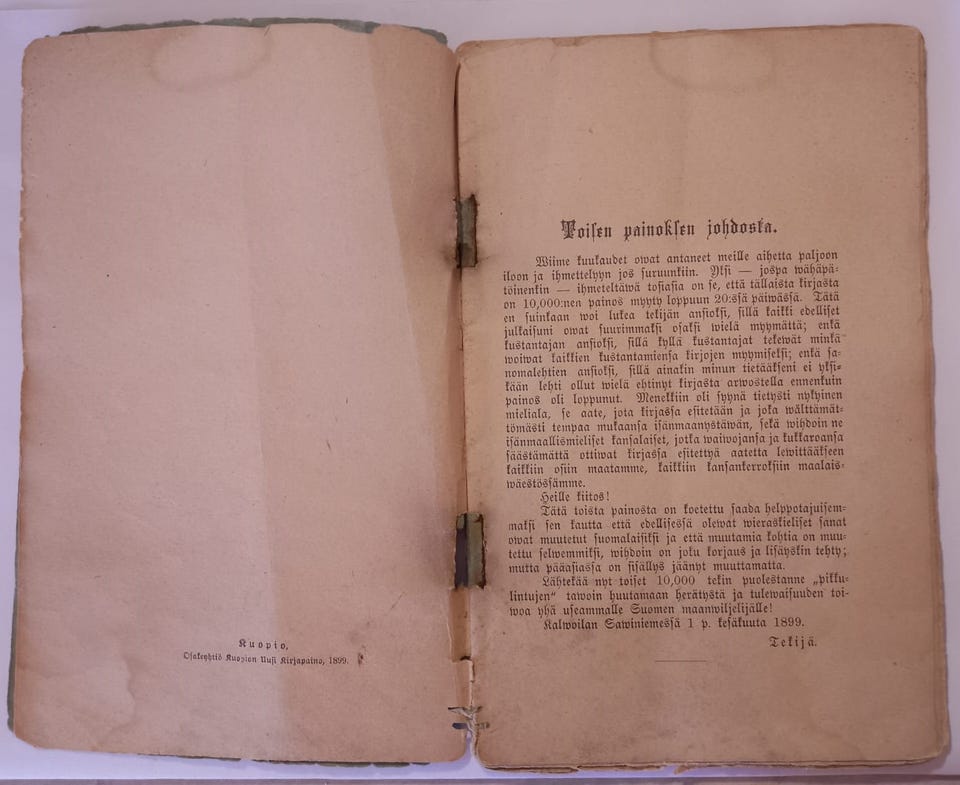 Kuopio,
Osakeyhtiö Kuopion Uusi Kirjapaino, 1899.
Toisen painoksen johdosta.
Wiime kuukaudet owat antaneet meille aihetta paljoon
iloon ja ihmettelyyn jos suruunkiin. Yksi — jospa wähäpä-
töinenkin — ihmeteltäwä tosiasia on se, että tällaista kirjasta
on 10,000:nen painos myyty loppuun 20:ssä päiwässä. Tätä
en suinkaan woi lukea tekijän ansioksi, sillä kaikki edelliset
julkaisuni owat suurimmaksi osaksi wielä myymättä; enkä
kustantajan ansioksi, sillä kyllä kustantajat tekewät minkä
woiwat kaikkien kustantamiensa kirjojen myymiseksi; enkä sa-
nomalehtien ansioksi, sillä ainakin minun tietääkseni ei yksi-
kään lehti ollut wielä ehtinyt kirjasta arwostella ennenkuin
painos oli loppunut. Menekkiin oli syynä tietysti nykyinen
mieliala, se aate, jota kirjassa esitetään ja joka wälttämät-
tömästi tempaa mukaansa isänmaanystäwän, sekä wihdoin ne
isänmaallismieliset kansalaiset, jotka waiwojansa ja kukkaroansa
säästämättä ottiwat kirjassa esitettyä aatetta lewittääkseen
kaikkiin osiin maatamme, kaikkiin kansankerroksiin maalais-
wäestössämme.
Heille kiitos!
Tätä toista painosta on koetettu saada helppotajuisem-
maksi sen kautta että edellisessä olewat wieraskieliset sanat
owat muutetut suomalaisiksi ja että muutamia kohtia on muu-
tettu selwemmiksi, wihdoin on joku korjaus ja lisäyskin tehty;
mutta pääasiassa on sisällys jäänyt muuttamatta.
Lähtekää nyt toiset 10,000 tekin puolestanne „pikku-
lintujen" tawoin huutamaan herätystä ja tulewaisuuden toi-
woa yhä useammalle Suomen maanwiljelijälle!
Kalwoilan Sawiniemessä 1 p. kesäkuuta 1899.
Tekijä.